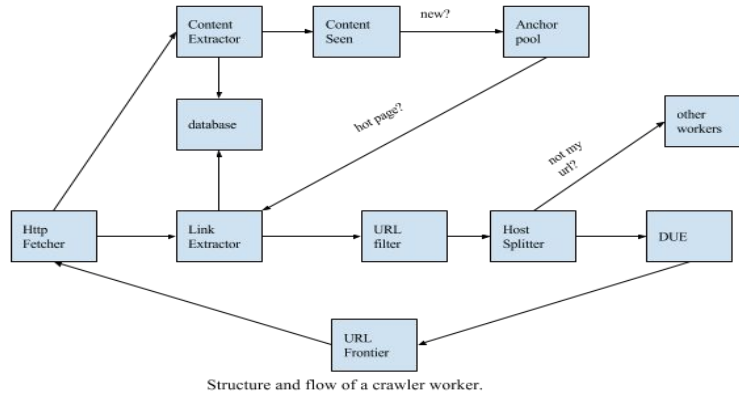 Content
Extractor
Content
Seen
new?
Anchor
pool
database
hot page?
other
workers
not my
url?
Http
Fetcher
Link
Extractor
URL
filter
Host
Splitter
DUE
URL
Frontier
Structure and flow of a crawler worker.